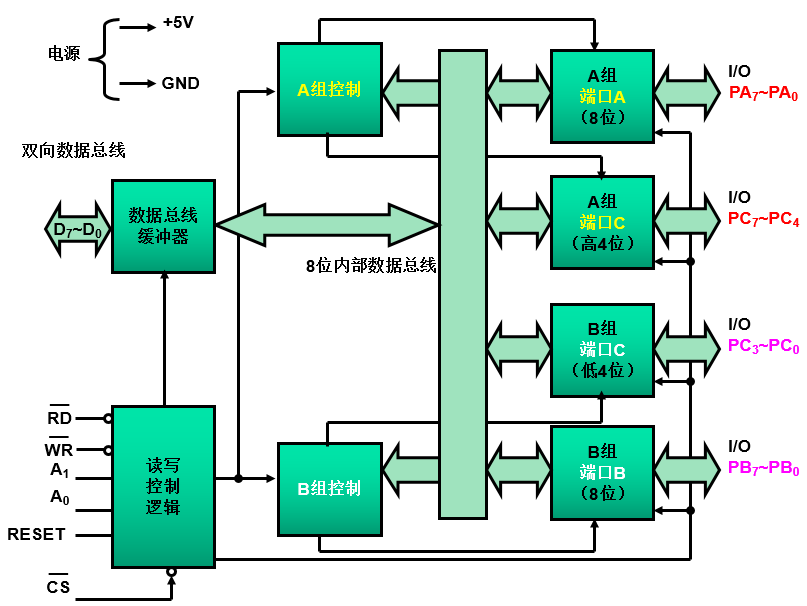 电源
+5V
GND
双向数据总线
D7~D0
数据总线
缓冲器
A组控制
8位内部数据总线
A组
端口A
（8位）
I/O
PA7~PA0
A组
端口C
（高4位）
I/O
PC7~PC4
B组
端口C
（低4位）
I/O
PC3~PC0
B组
端口B
（8位）
I/O
PB7~PB0
B组控制
读写
控制
逻辑
R̅D̅
W̅R̅
A1
A0
RESET
C̅S̅